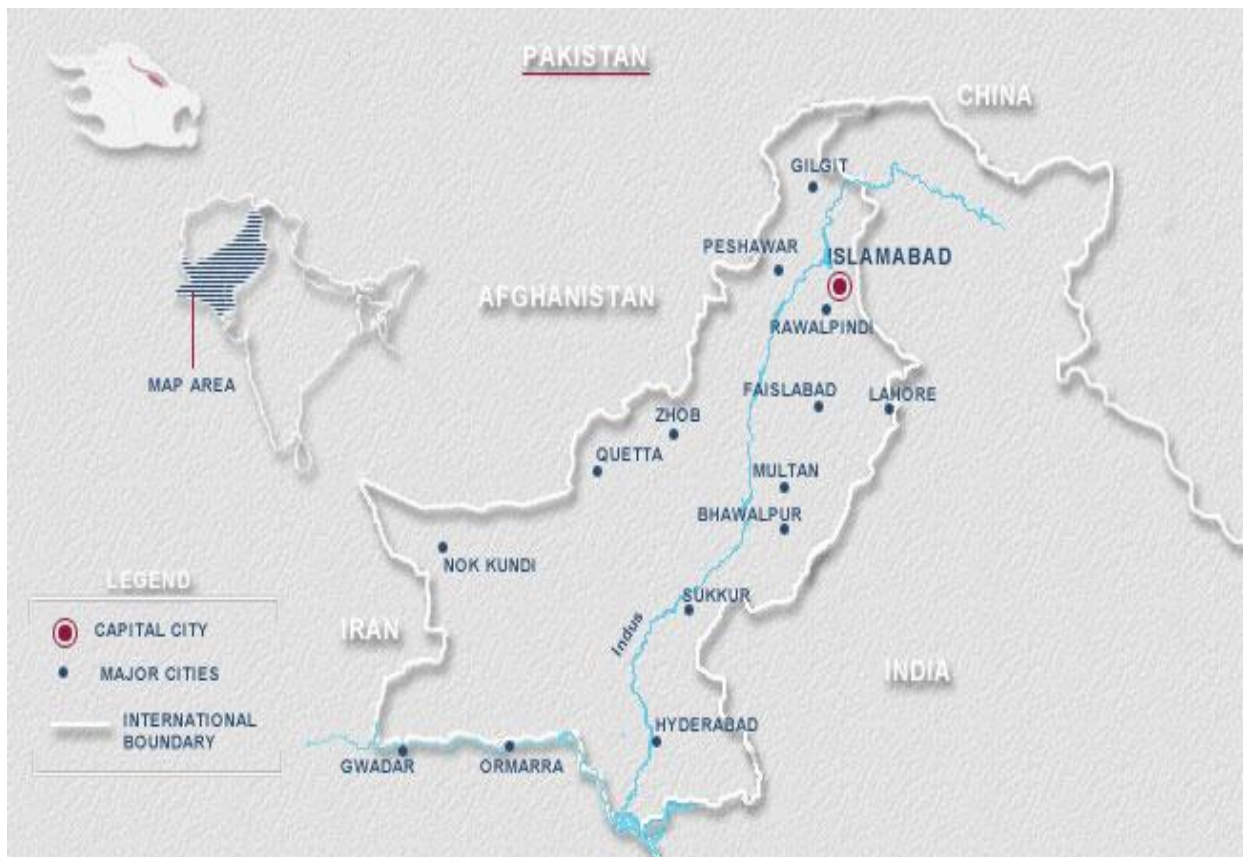 PAKISTAN
CHINA
GILGIT
PESHAWAR
ISLAMABAD
AFGHANISTAN
RAWALPINDI
MAP AREA
FAISLABAD
LAHORE
ZHOB
QUETTA
MULTAN
BHAWALPUR
NOK KUNDI
LEGEND
SUKKUR
CAPITAL CITY
IRAN
Indus
MAJOR CITIES
INDIA
INTERNATIONAL
BOUNDARY
HYDERABAD
GWADAR
ORMARRA